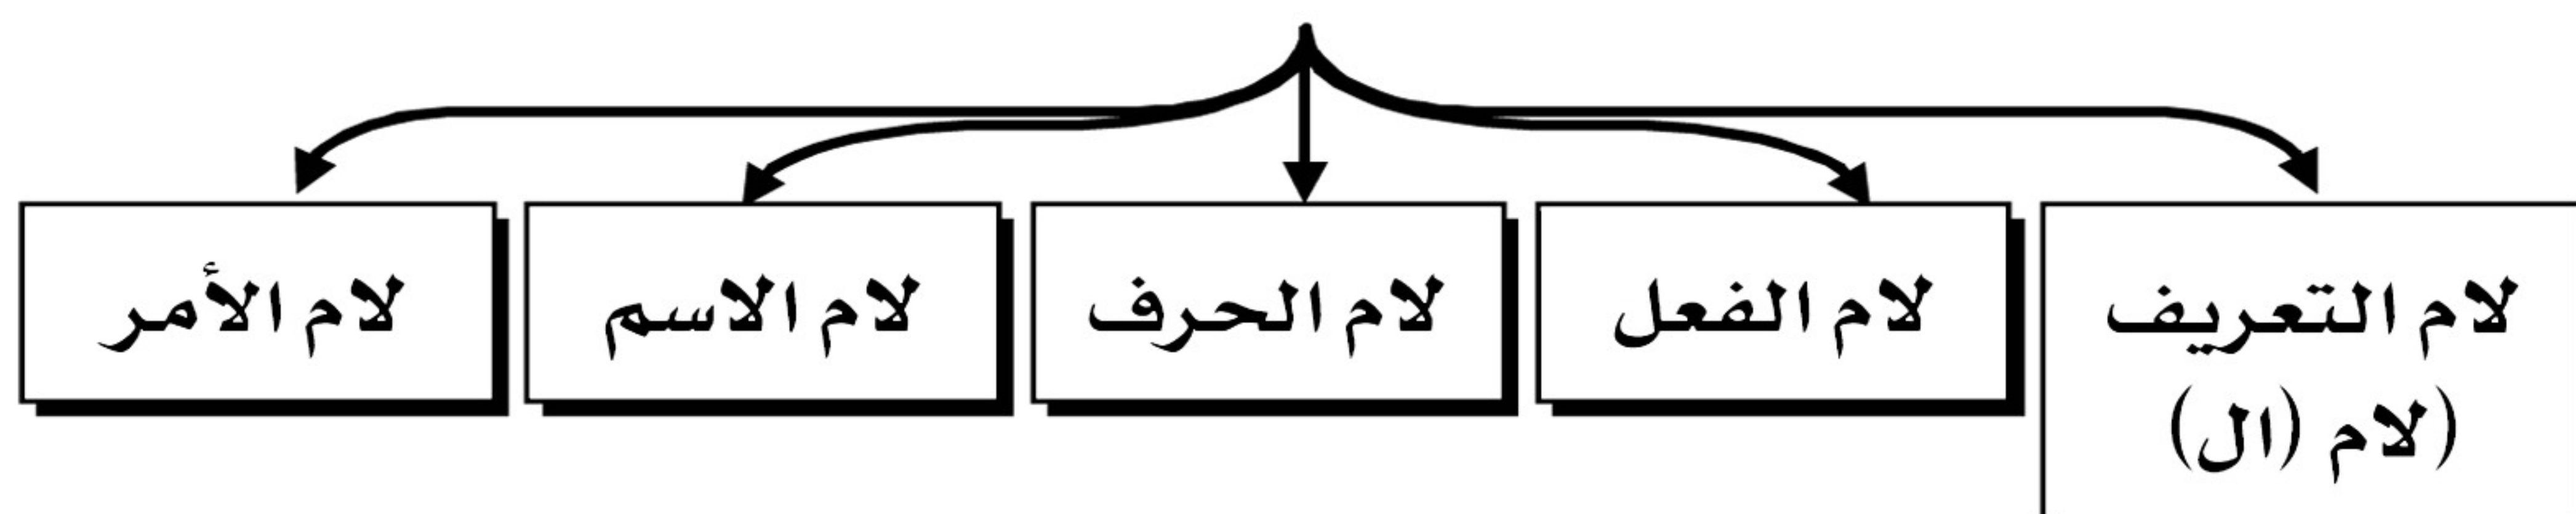 لام التعريف
(لام (ال)
لام الفعل
لام الحرف
لام الاسم
لام الأمر